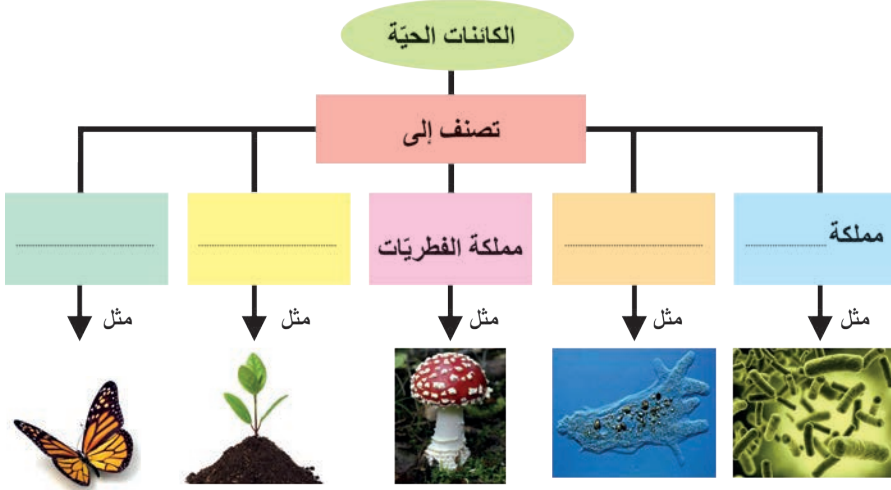 الكائنات الحيّة
تصنف إلى
مملكة ..................
..................
مملكة الفطريّات
..................
..................
مثل
مثل
مثل
مثل
مثل